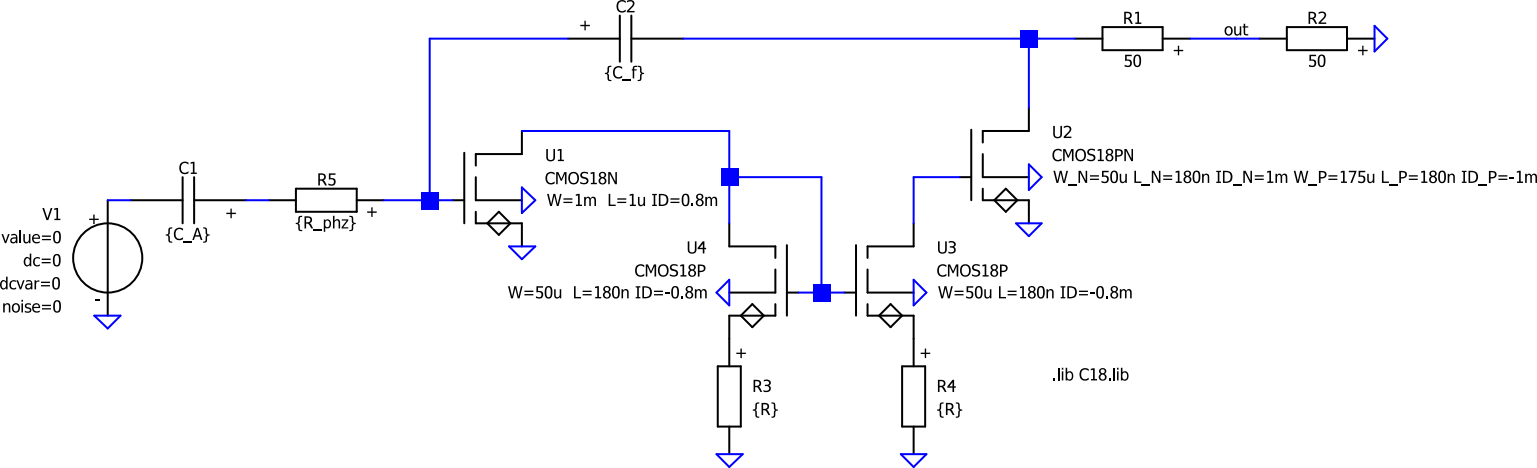 C2
+
{C_f}
R1
+
50
out
R2
+
50
U2
CMOS18PN
W_N=50u L_N=180n ID_N=1m W_P=175u L_P=180n ID_P=-1m
U1
CMOS18N
W=1m L=1u ID=0.8m
C1
+
{C_A}
R5
+
{R_phz}
V1
value=0
dc=0
dcvar=0
noise=0
+
-
U4
CMOS18P
W=50u L=180n ID=-0.8m
U3
CMOS18P
W=50u L=180n ID=-0.8m
+
R3
{R}
+
R4
{R}
.lib C18.lib